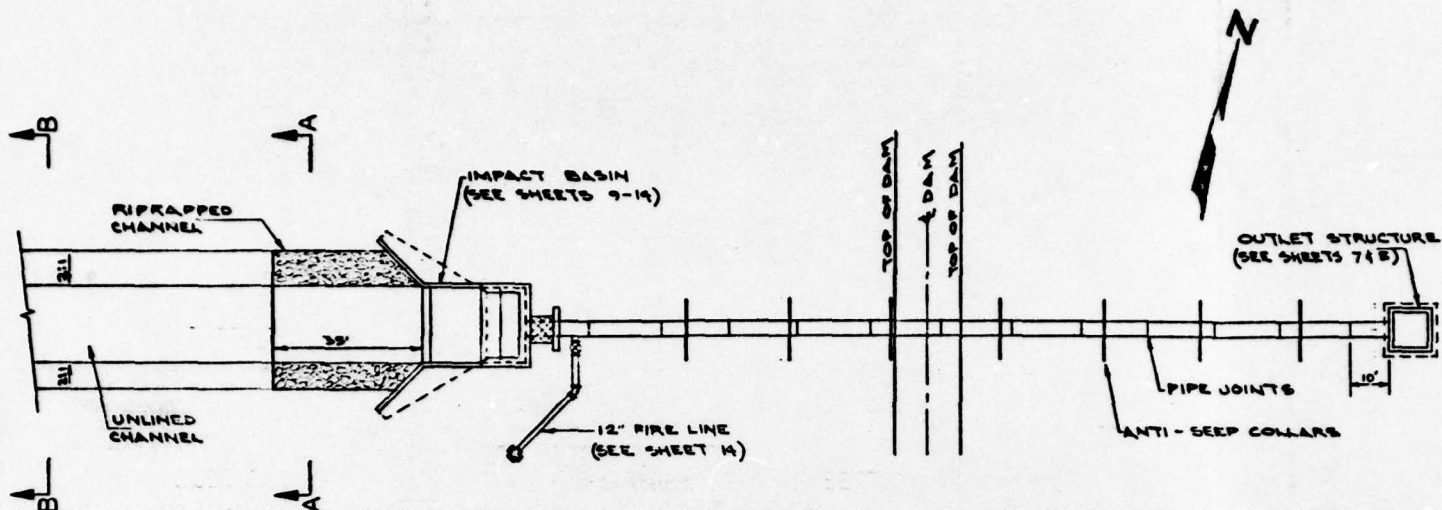 N
B
A
IMPACT BASIN
(SEE SHEETS 9-14)
RIPRAPPED
CHANNEL
TOP OF DAM
℄ DAM
TOP OF DAM
OUTLET STRUCTURE
(SEE SHEETS 7 & 8)
2:1
35'
2:1
10'
PIPE JOINTS
UNLINED
CHANNEL
12" FIRE LINE
(SEE SHEET 14)
ANTI-SEEP COLLARS
B
A